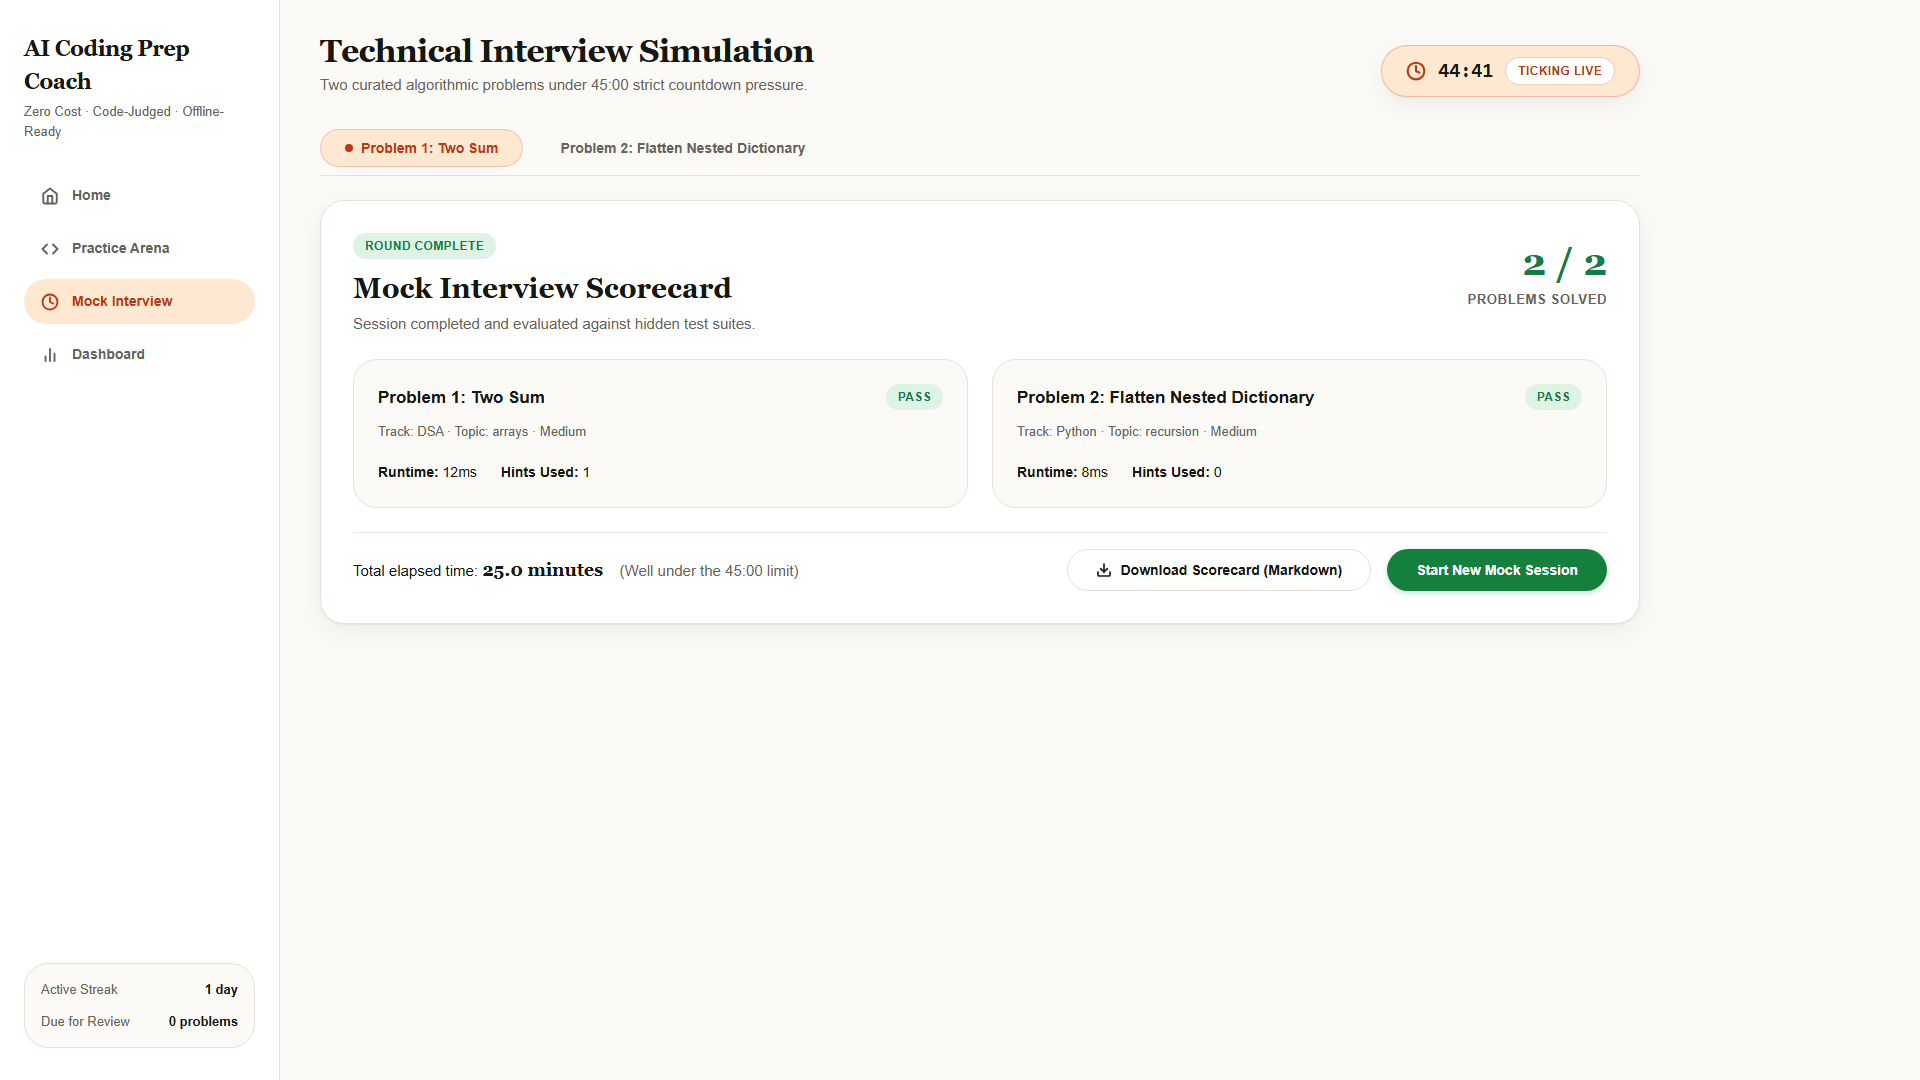 AI Coding Prep
Coach
Zero Cost · Code-Judged · Offline-
Ready
Home
Practice Arena
Mock Interview
Dashboard
Active Streak 1 day
Due for Review 0 problems
Technical Interview Simulation
Two curated algorithmic problems under 45:00 strict countdown pressure.
44:41 TICKING LIVE
Problem 1: Two Sum Problem 2: Flatten Nested Dictionary
ROUND COMPLETE
Mock Interview Scorecard
Session completed and evaluated against hidden test suites.
2 / 2
PROBLEMS SOLVED
Problem 1: Two Sum PASS
Track: DSA · Topic: arrays · Medium
Runtime: 12ms Hints Used: 1
Problem 2: Flatten Nested Dictionary PASS
Track: Python · Topic: recursion · Medium
Runtime: 8ms Hints Used: 0
Total elapsed time: 25.0 minutes (Well under the 45:00 limit)
Download Scorecard (Markdown)
Start New Mock Session